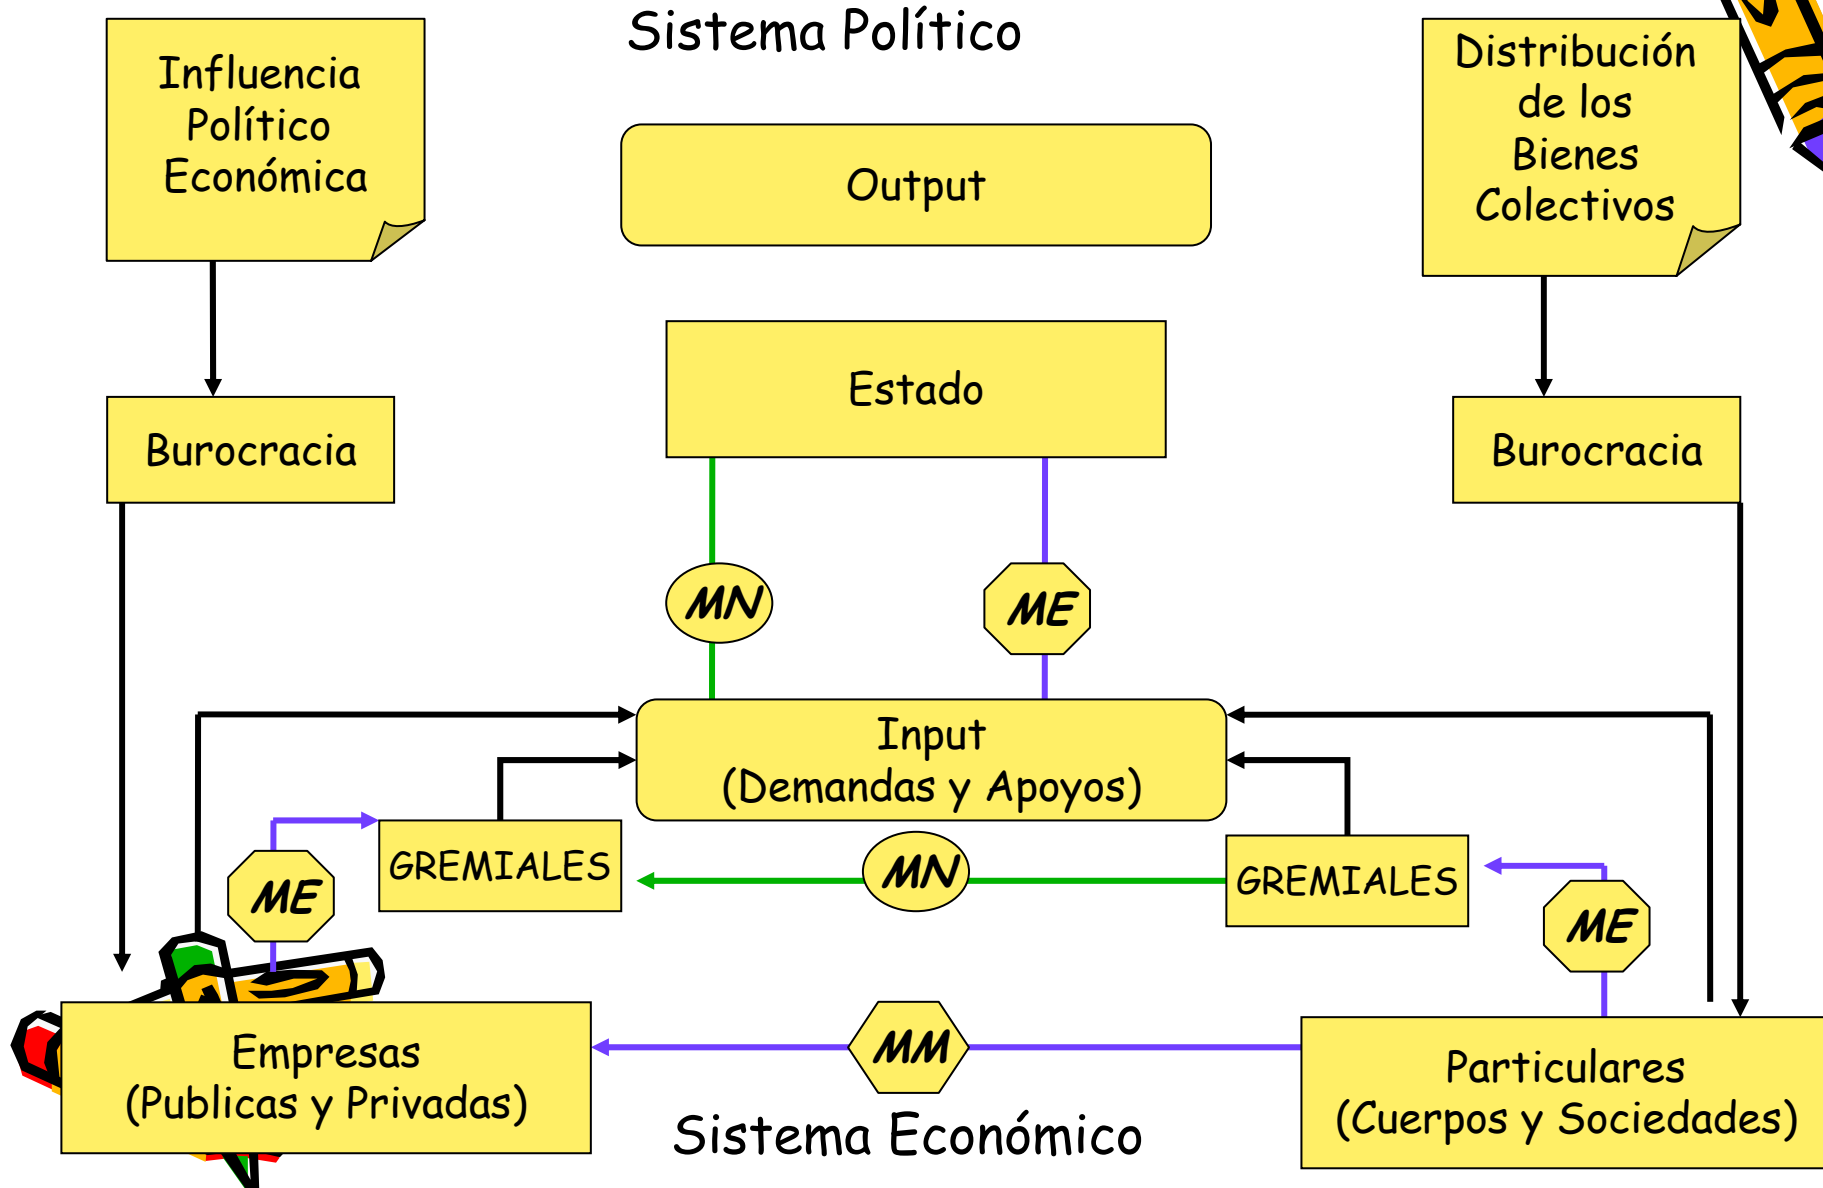 Sistema Político
Influencia
Político
Económica
Output
Distribución
de los
Bienes
Colectivos
Estado
Burocracia
Burocracia
MN
ME
Input
(Demandas y Apoyos)
GREMIALES
MN
GREMIALES
ME
ME
Empresas
(Publicas y Privadas)
MM
Particulares
(Cuerpos y Sociedades)
Sistema Económico